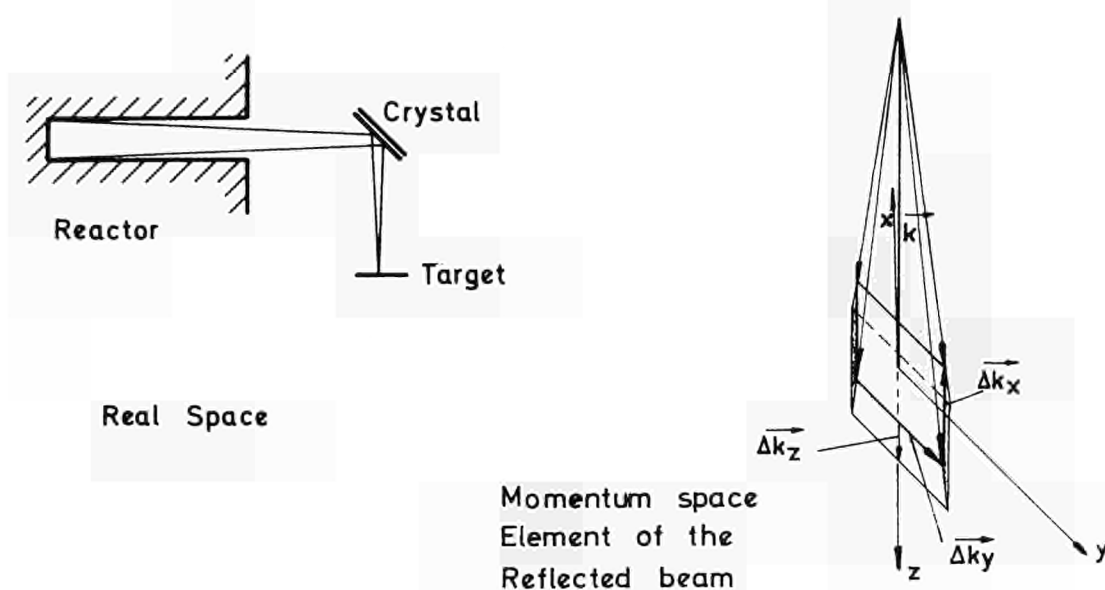 Crystal
Reactor
Target
Real Space
x
k
Δkx
Δkz
Momentum space
Element of the
Reflected beam
Δky
z
y